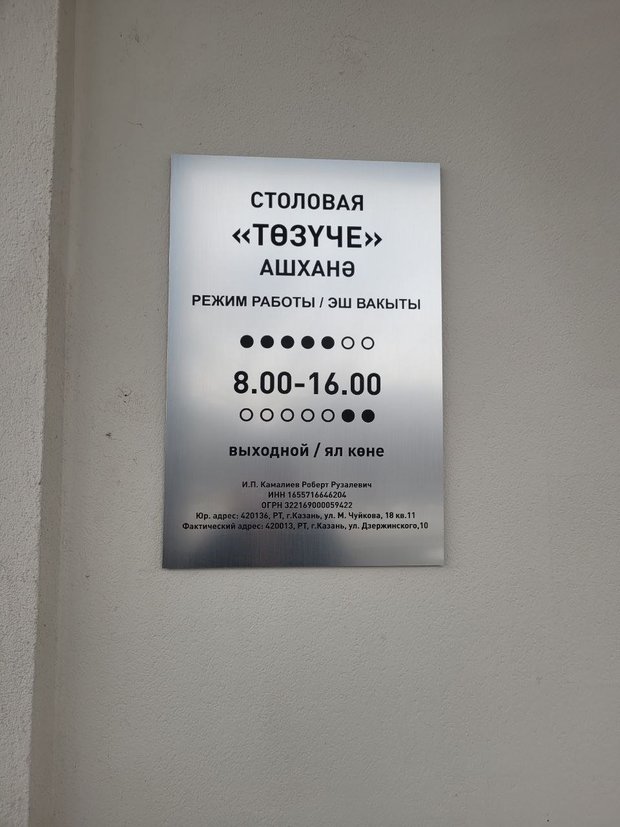 СТОЛОВАЯ
«ТӨЗҮЧЕ»
АШХАНӘ
РЕЖИМ РАБОТЫ / ЭШ ВАКЫТЫ
●●●●●○○
8.00-16.00
○○○○○●●
выходной / ял көне
И.П. Камалиев Роберт Рузалевич
ИНН 1655716646204
ОГРН 322169000059422
Юр. адрес: 420136, РТ, г.Казань, ул. М. Чуйкова, 18 кв.11
Фактический адрес: 420013, РТ, г.Казань, ул. Дзержинского,10